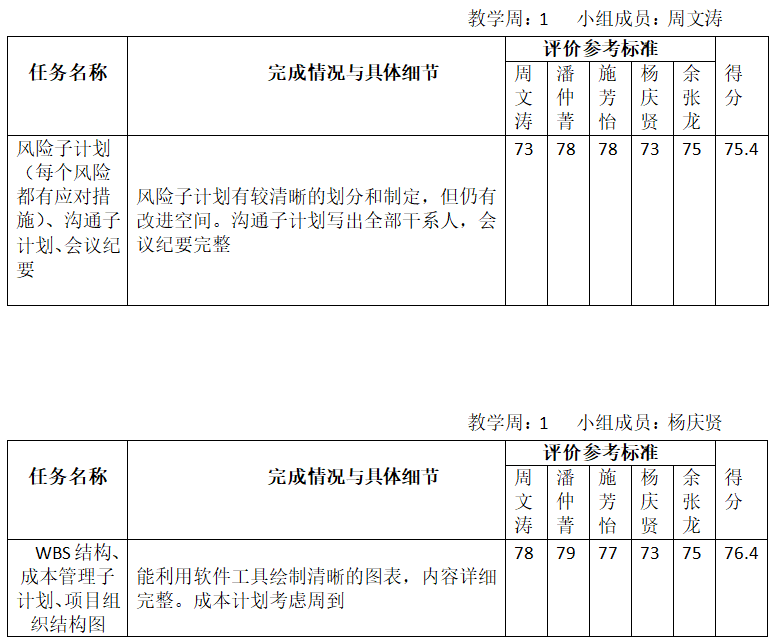 教学周：1 小组成员：周文涛
任务名称 完成情况与具体细节 评价参考标准 得分
周文涛 潘仲菁 施芳怡 杨庆贤 余张龙
风险子计划
（每个风险
都有应对措
施）、沟通子
计划、会议纪
要
风险子计划有较清晰的划分和制定，但仍有
改进空间。沟通子计划写出全部干系人，会
议纪要完整
73 78 78 73 75 75.4
教学周：1 小组成员：杨庆贤
任务名称 完成情况与具体细节 评价参考标准 得分
周文涛 潘仲菁 施芳怡 杨庆贤 余张龙
WBS 结构、
成本管理子
计划、项目组
织结构图
能利用软件工具绘制清晰的图表，内容详细
完整。成本计划考虑周到
78 79 77 73 75 76.4